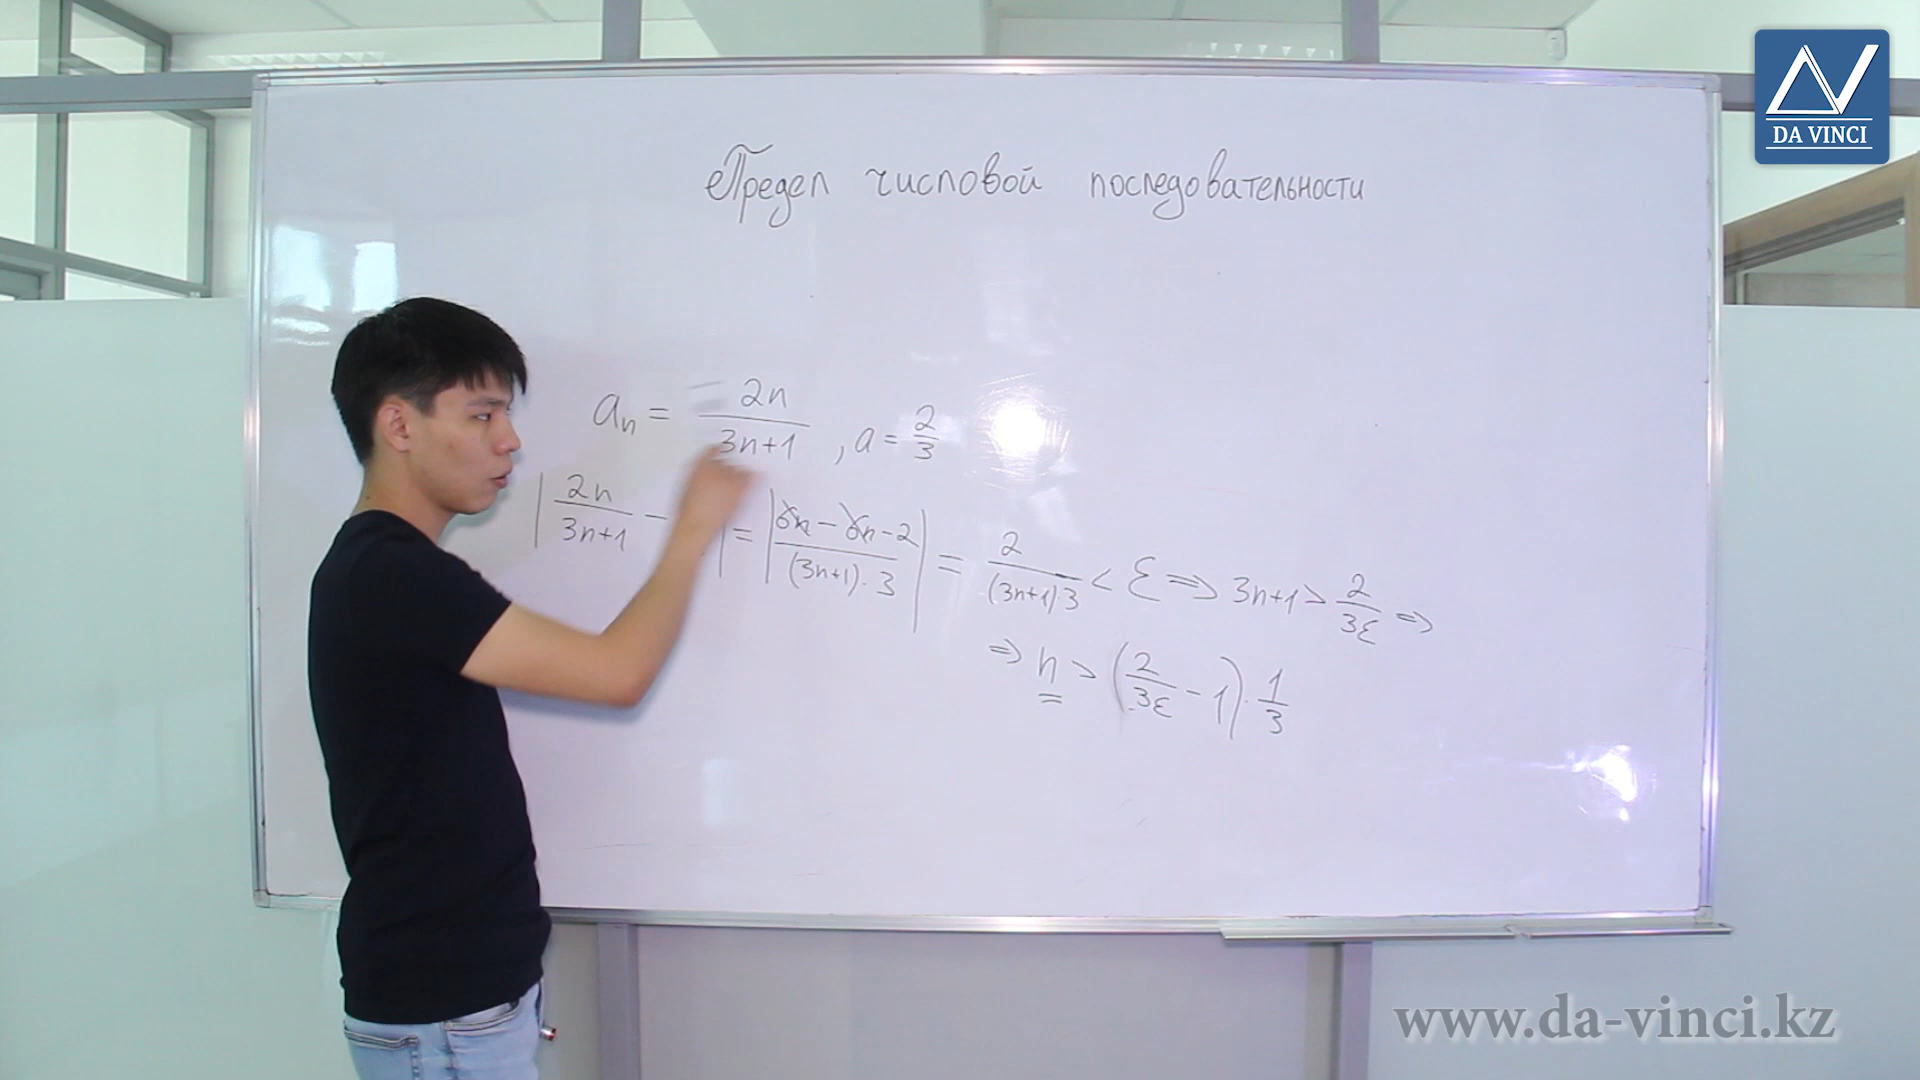 DA VINCI
Предел числовой последовательности
aₙ = 2n/(3n+1) , a = 2/3
|2n/(3n+1) − | = |(6n − 6n − 2)/((3n+1)·3)| = 2/((3n+1)·3) < ε ⇒ 3n+1 > 2/(3ε) ⇒
⇒ n > (2/(3ε) − 1)·1/3
www.da-vinci.kz